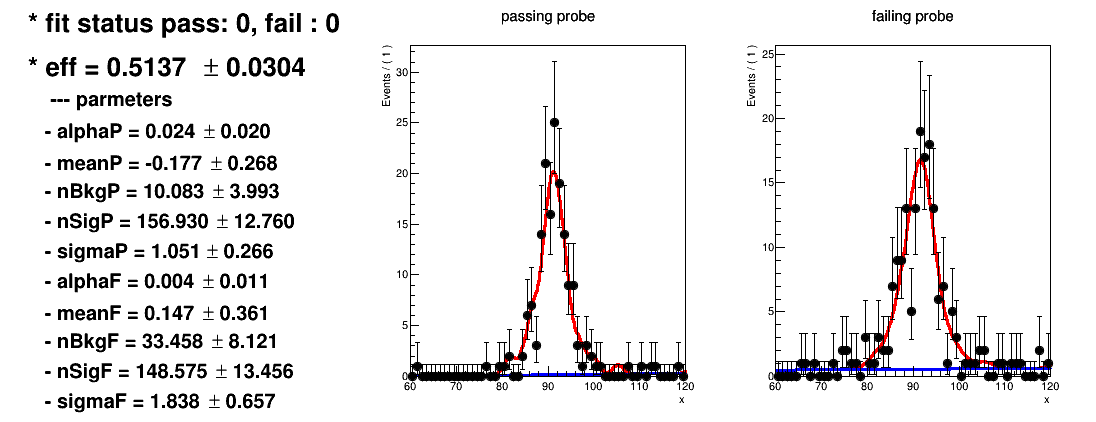 * fit status pass: 0, fail : 0
* eff = 0.5137 ± 0.0304
--- parmeters
- alphaP = 0.024 ± 0.020
- meanP = -0.177 ± 0.268
- nBkgP = 10.083 ± 3.993
- nSigP = 156.930 ± 12.760
- sigmaP = 1.051 ± 0.266
- alphaF = 0.004 ± 0.011
- meanF = 0.147 ± 0.361
- nBkgF = 33.458 ± 8.121
- nSigF = 148.575 ± 13.456
- sigmaF = 1.838 ± 0.657
passing probe
Events / ( 1 )
30
25
20
15
10
5
0
60 70 80 90 100 110 120
x
failing probe
Events / ( 1 )
25
20
15
10
5
0
60 70 80 90 100 110 120
x